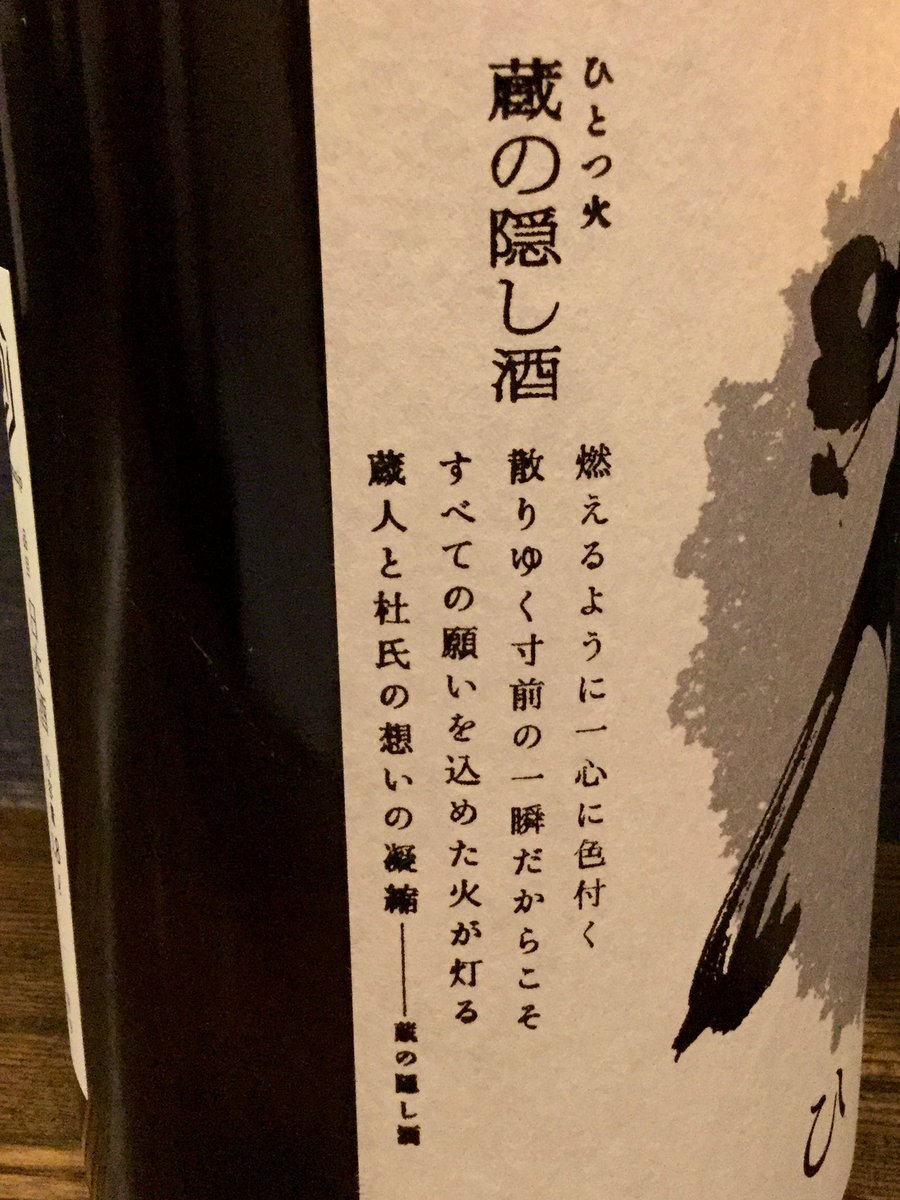 ひとつ火
蔵の隠し酒
燃えるように一心に色付く
散りゆく寸前の一瞬だからこそ
すべての願いを込めた火が灯る
蔵人と杜氏の想いの凝縮――蔵の隠し酒
ひ